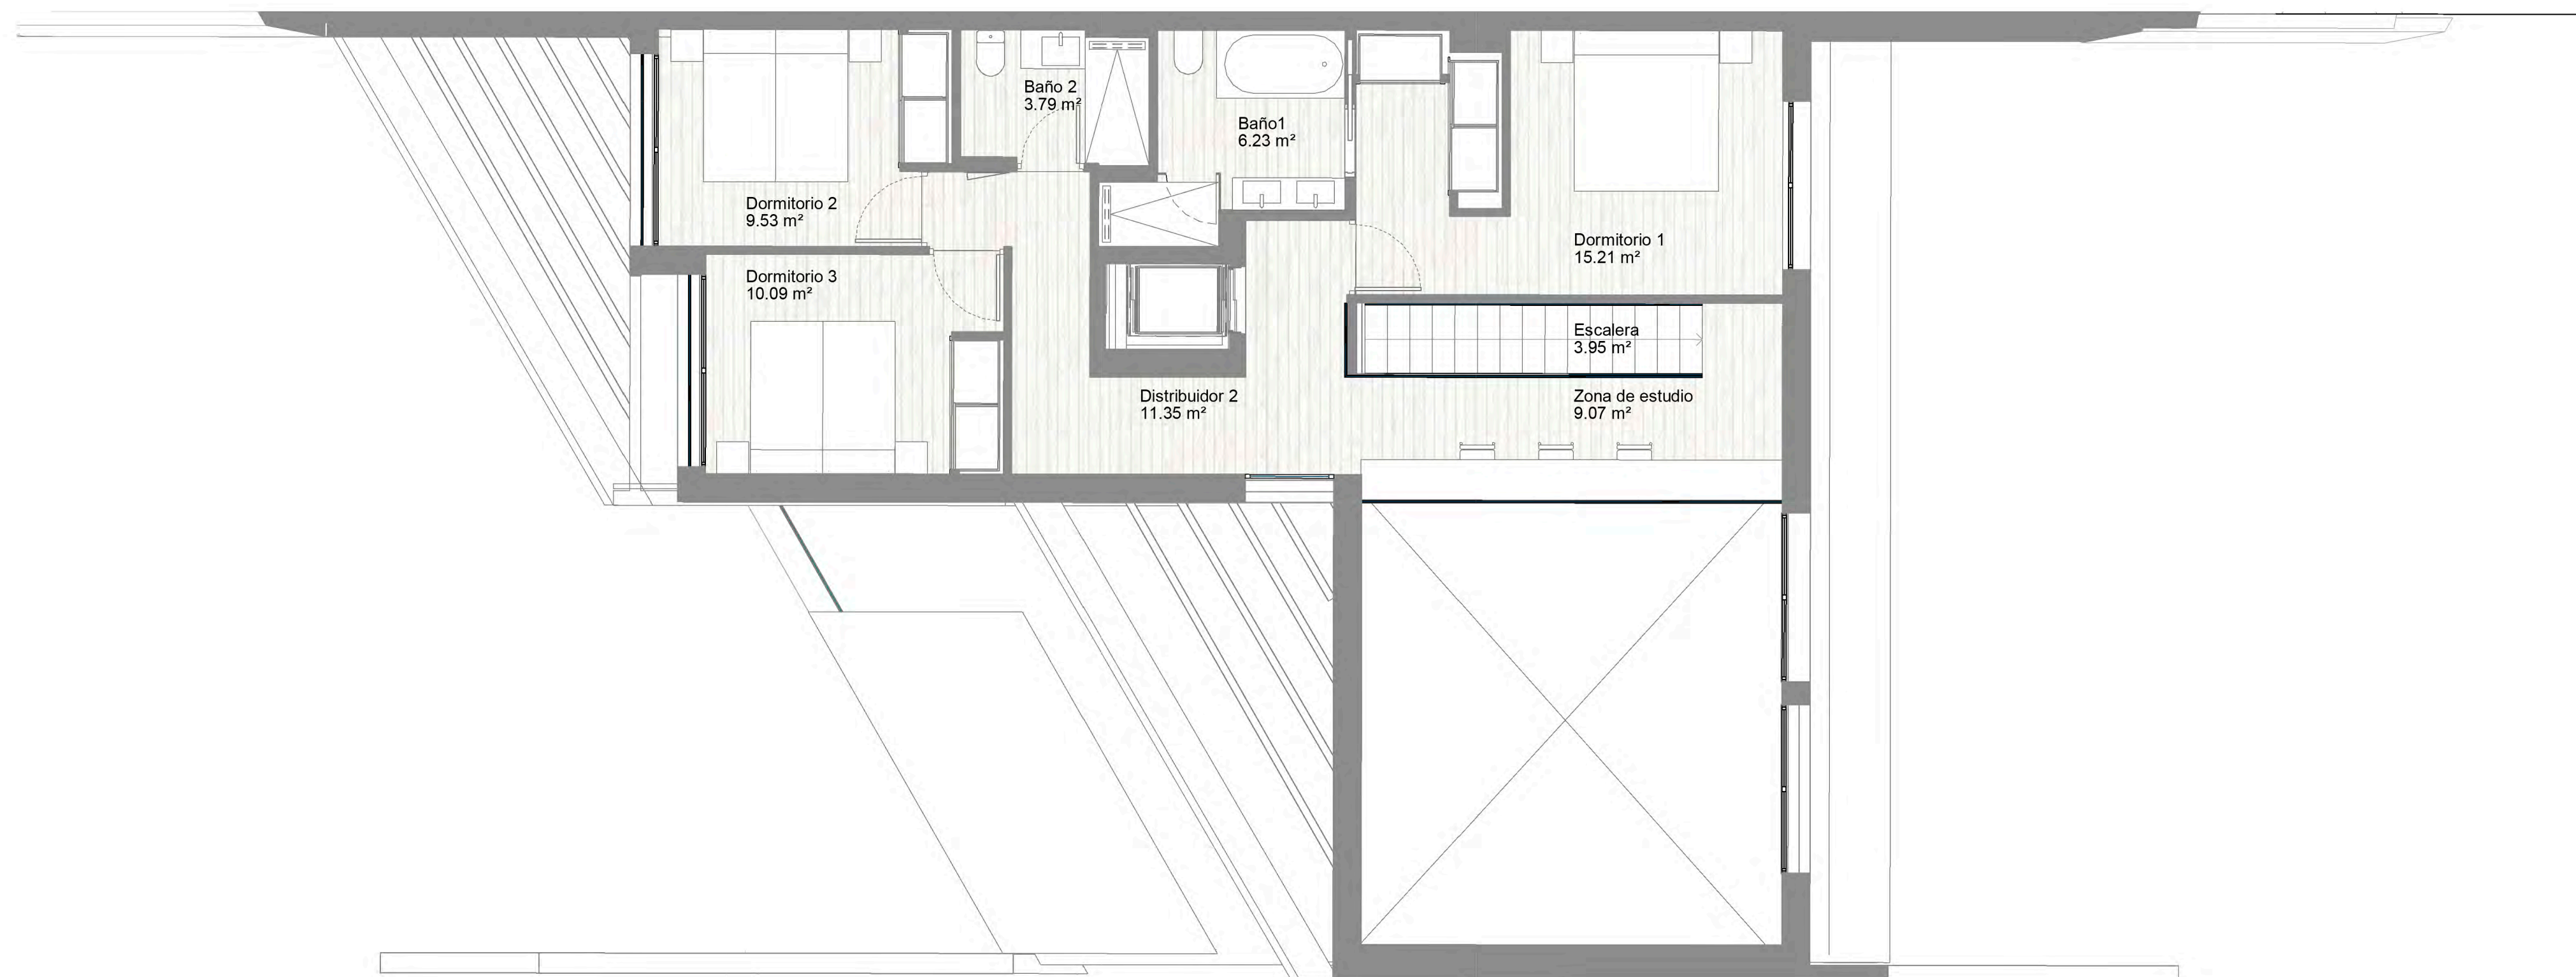 Baño 2
3.79 m²
Baño1
6.23 m²
Dormitorio 2
9.53 m²
Dormitorio 1
15.21 m²
Dormitorio 3
10.09 m²
Escalera
3.95 m²
Distribuidor 2
11.35 m²
Zona de estudio
9.07 m²